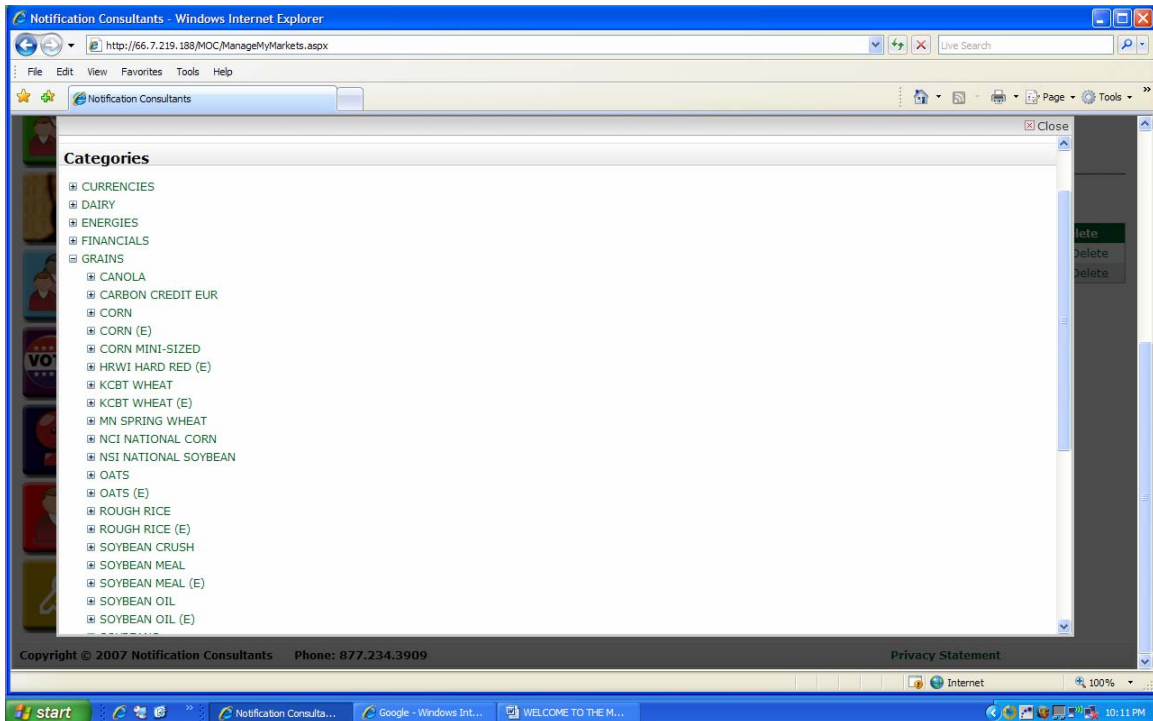 Notification Consultants - Windows Internet Explorer
http://66.7.219.188/MOC/ManageMyMarkets.aspx
Live Search
File Edit View Favorites Tools Help
Notification Consultants
Page Tools
Close
Categories
CURRENCIES
DAIRY
ENERGIES
FINANCIALS
GRAINS
CANOLA
CARBON CREDIT EUR
CORN
CORN (E)
CORN MINI-SIZED
HRWI HARD RED (E)
KCBT WHEAT
KCBT WHEAT (E)
MN SPRING WHEAT
NCI NATIONAL CORN
NSI NATIONAL SOYBEAN
OATS
OATS (E)
ROUGH RICE
ROUGH RICE (E)
SOYBEAN CRUSH
SOYBEAN MEAL
SOYBEAN MEAL (E)
SOYBEAN OIL
SOYBEAN OIL (E)
lete
Delete
Delete
VO
Copyright © 2007 Notification Consultants Phone: 877.234.3909 Privacy Statement
Internet 100%
start Notification Consulta... Google - Windows Int... WELCOME TO THE M... 10:11 PM